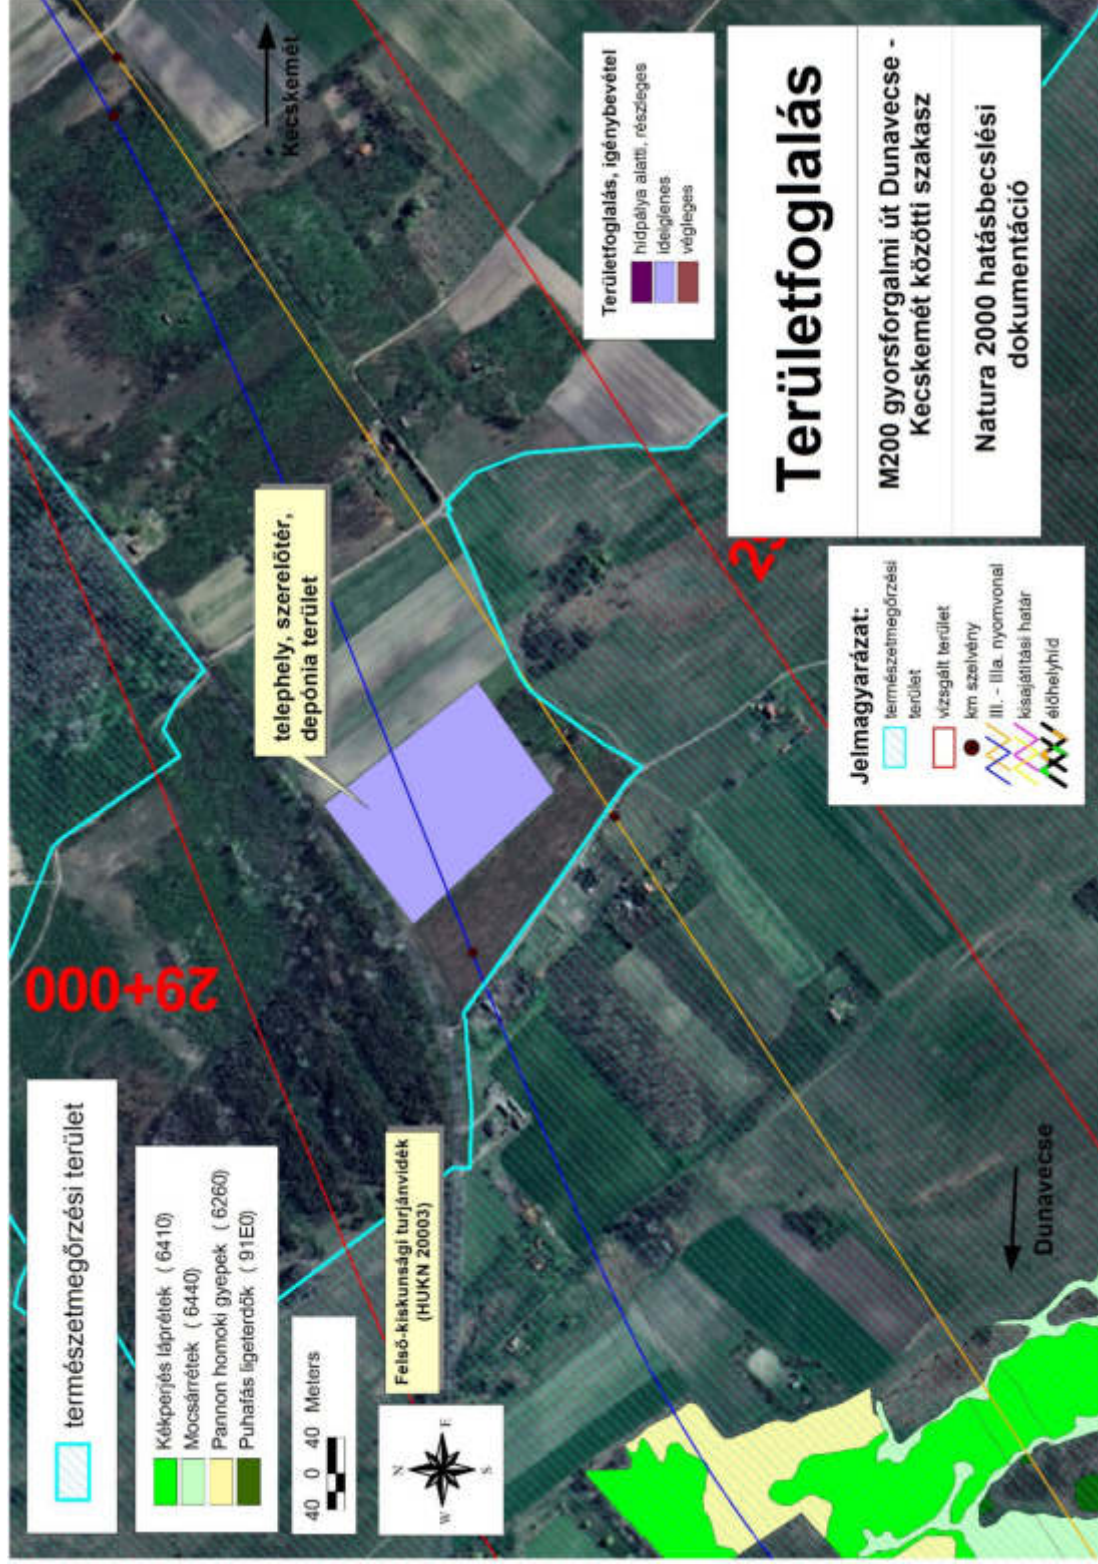 természetmegőrzési terület
Kékperjés láprétek ( 6410)
Mocsárrétek ( 6440)
Pannon homoki gyepek ( 6260)
Puhafás ligeterdők ( 91E0)
40 0 40 Meters
N
W
E
S
Felső-kiskunsági turjánvidék
(HUKN 20003)
29+000
telephely, szerelőtér,
depónia terület
Kecskemét
Dunavecse
Területfoglalás, igénybevétel
hídpálya alatti, részleges
ideiglenes
végleges
Területfoglalás
M200 gyorsforgalmi út Dunavecse -
Kecskemét közötti szakasz
Natura 2000 hatásbecslési
dokumentáció
Jelmagyarázat:
természetmegőrzési
terület
vizsgált terület
km szelvény
III. - IIIa. nyomvonal
kisajátítási határ
élőhelyhíd